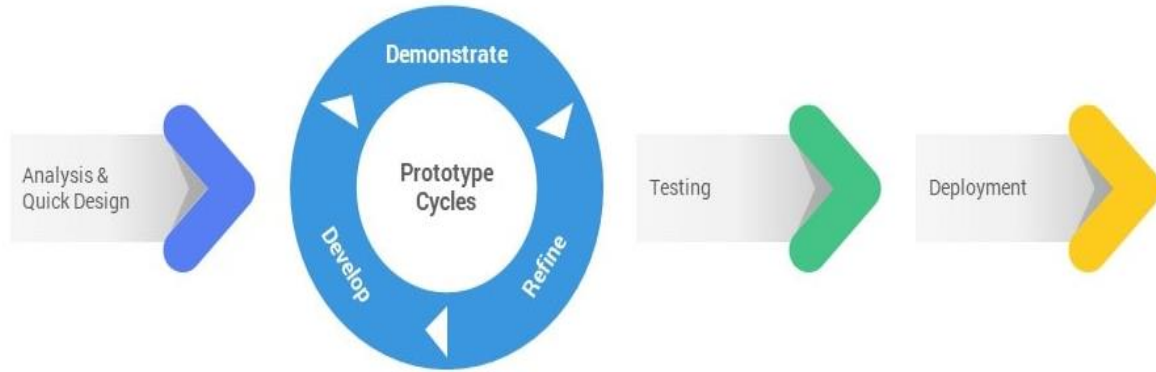 Analysis &
Quick Design
Demonstrate
Prototype
Cycles
Develop
Refine
Testing
Deployment